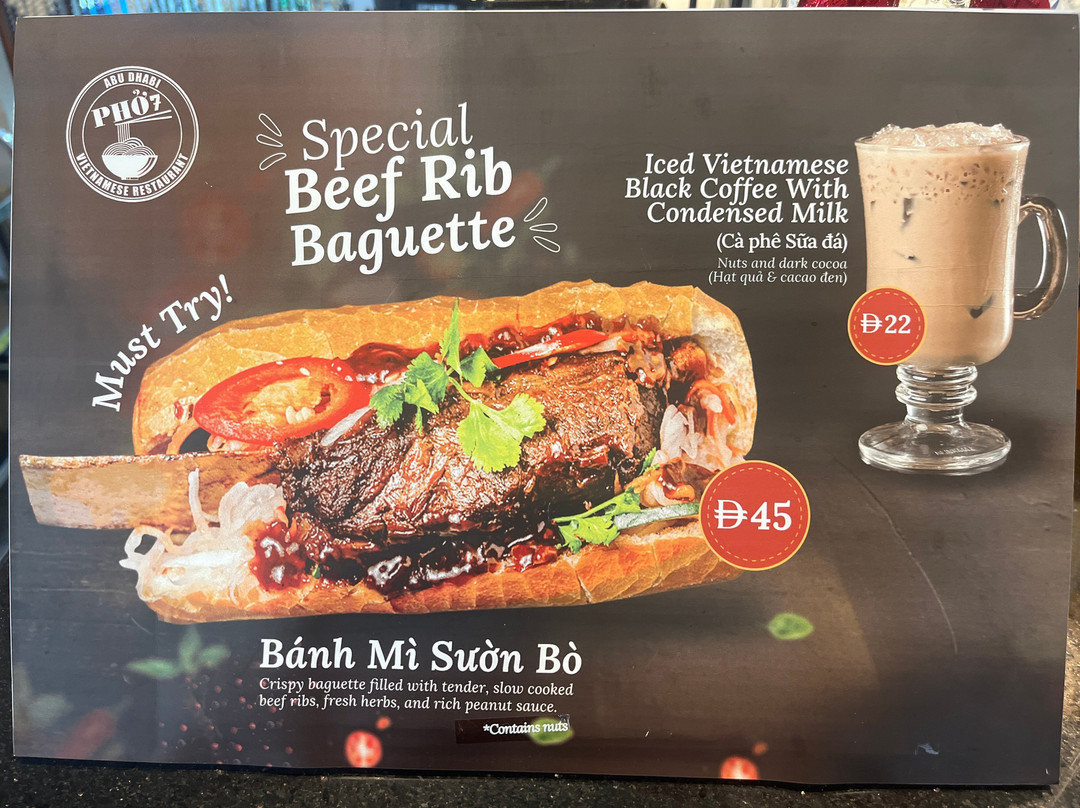 ABU DHABI
PHỞ7
VIETNAMESE RESTAURANT
Special
Beef Rib
Baguette
Must Try!
Iced Vietnamese
Black Coffee With
Condensed Milk
(Cà phê Sữa đá)
Nuts and dark cocoa
(Hạt quả & cacao đen)
22
45
Bánh Mì Sườn Bò
Crispy baguette filled with tender, slow cooked
beef ribs, fresh herbs, and rich peanut sauce.
*Contains nuts